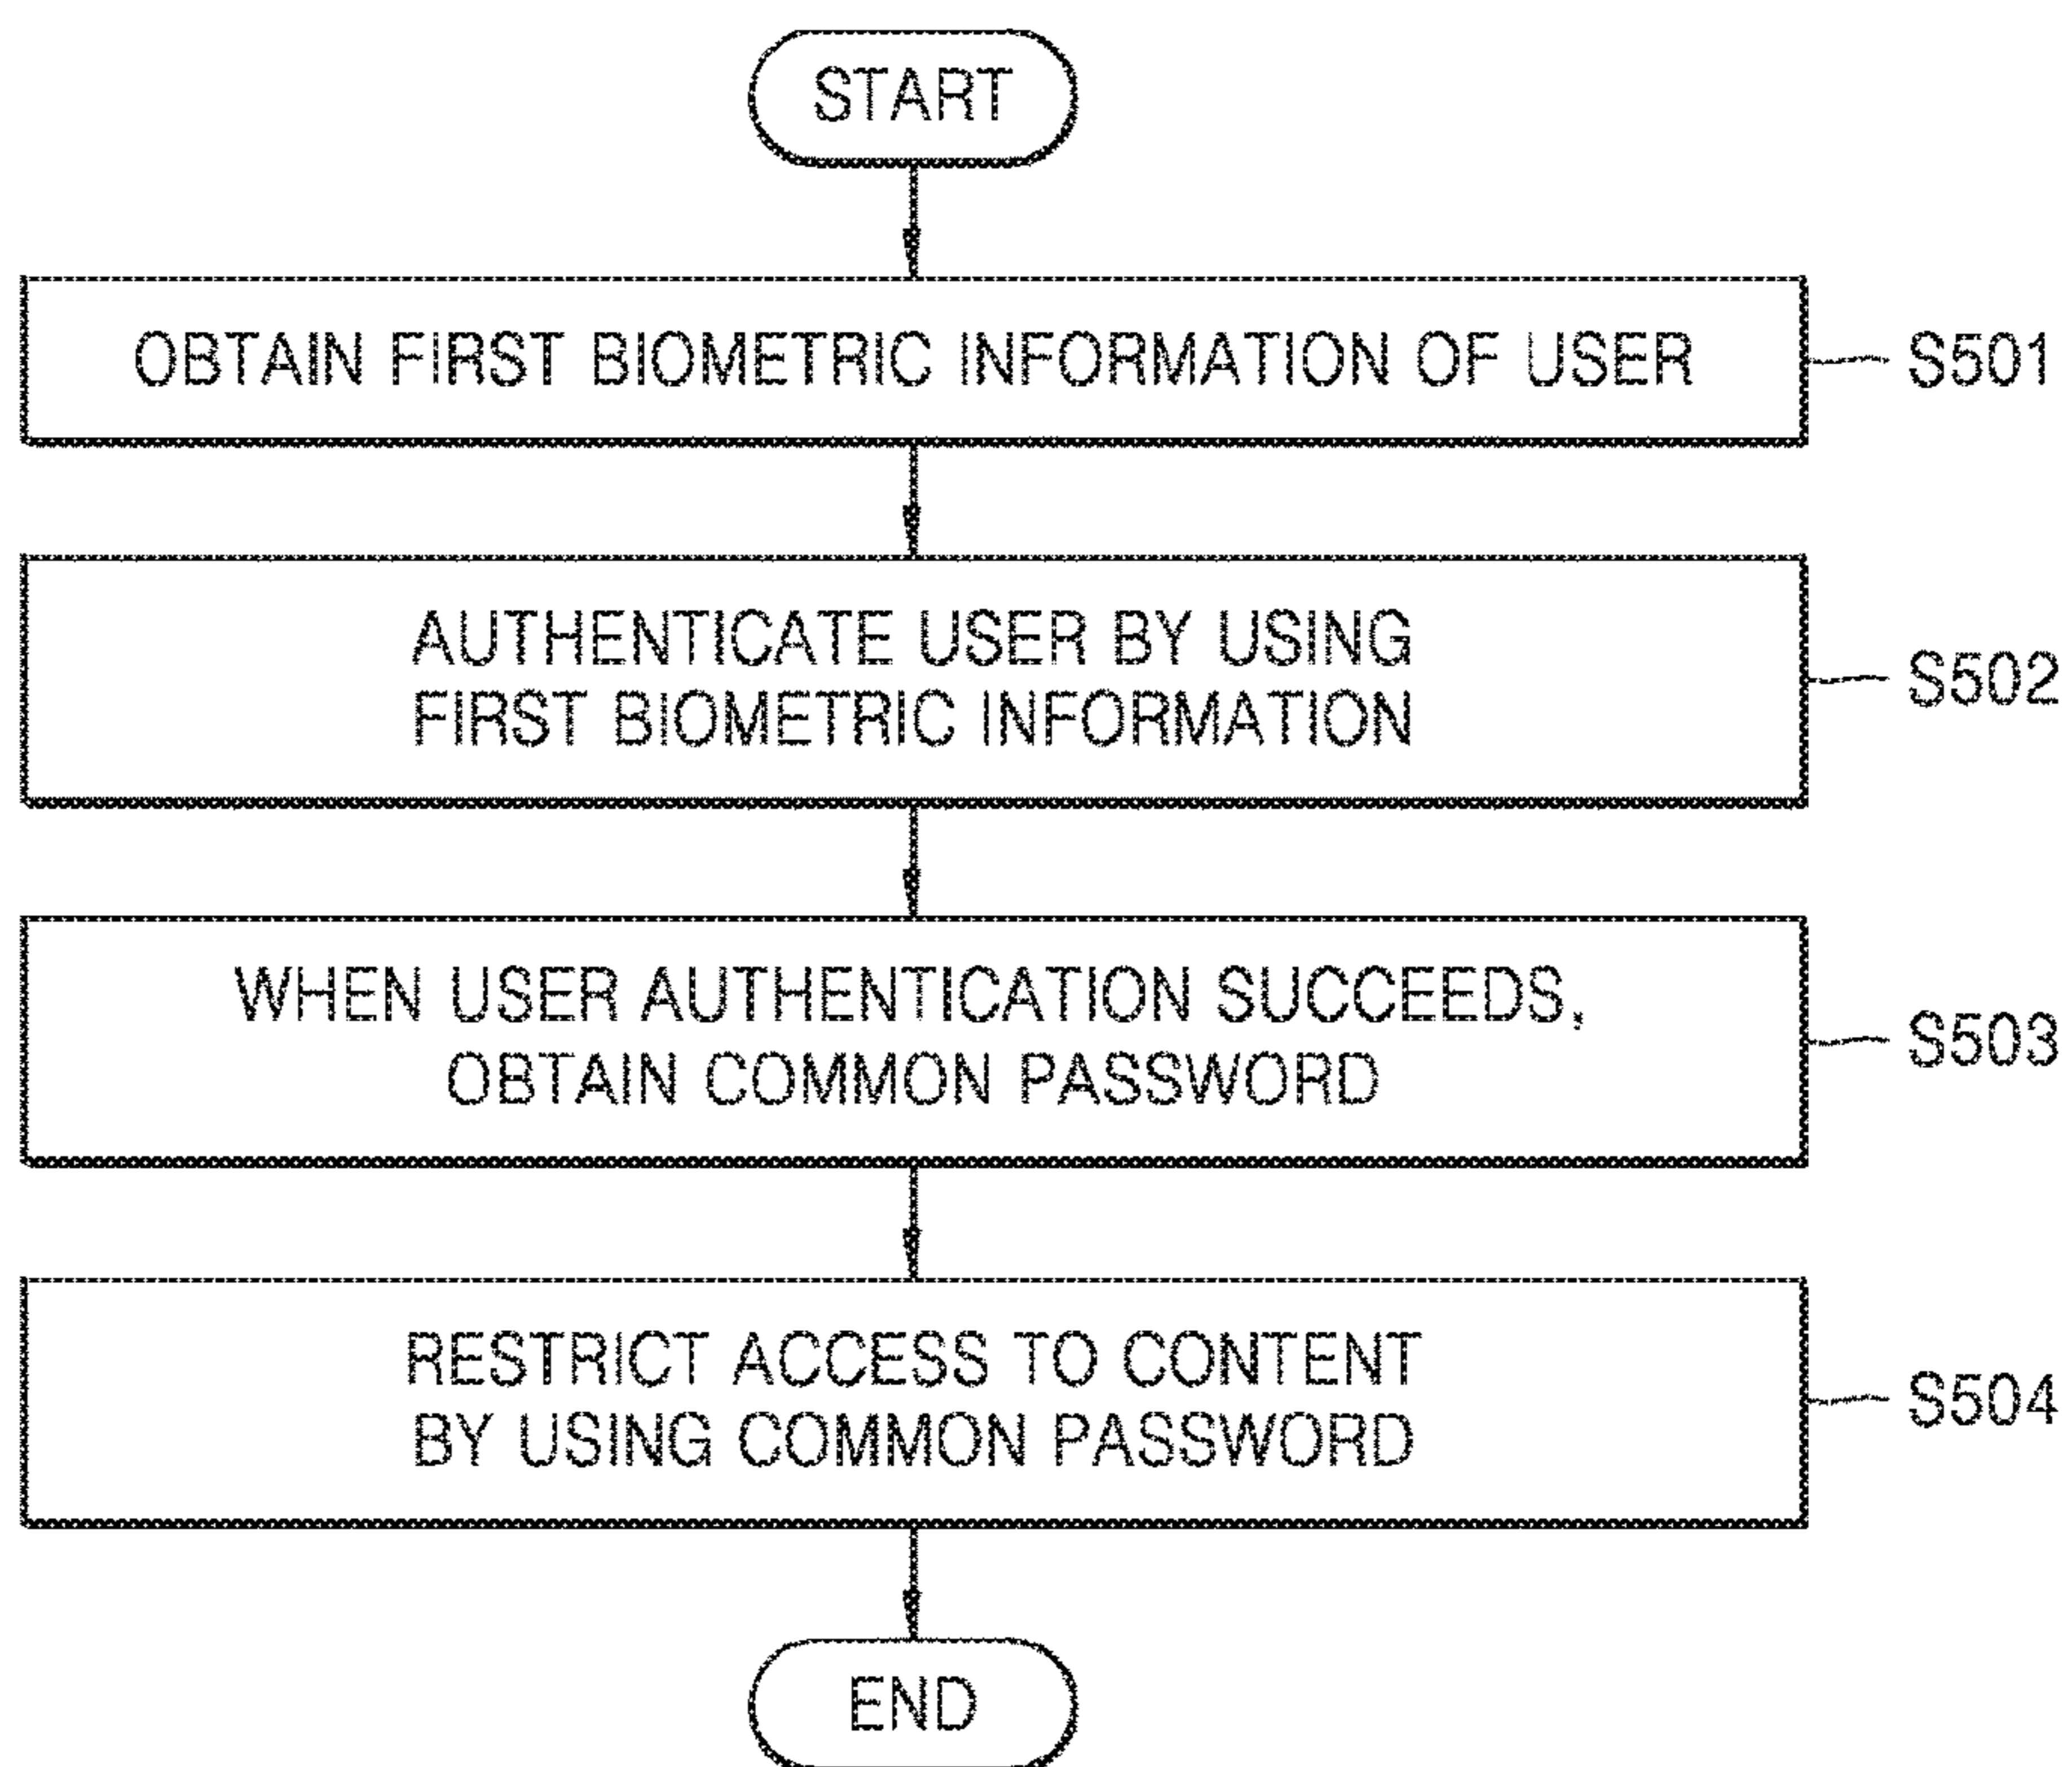 START
OBTAIN FIRST BIOMETRIC INFORMATION OF USER
S501
AUTHENTICATE USER BY USING
FIRST BIOMETRIC INFORMATION
S502
WHEN USER AUTHENTICATION SUCCEEDS,
OBTAIN COMMON PASSWORD
S503
RESTRICT ACCESS TO CONTENT
BY USING COMMON PASSWORD
S504
END